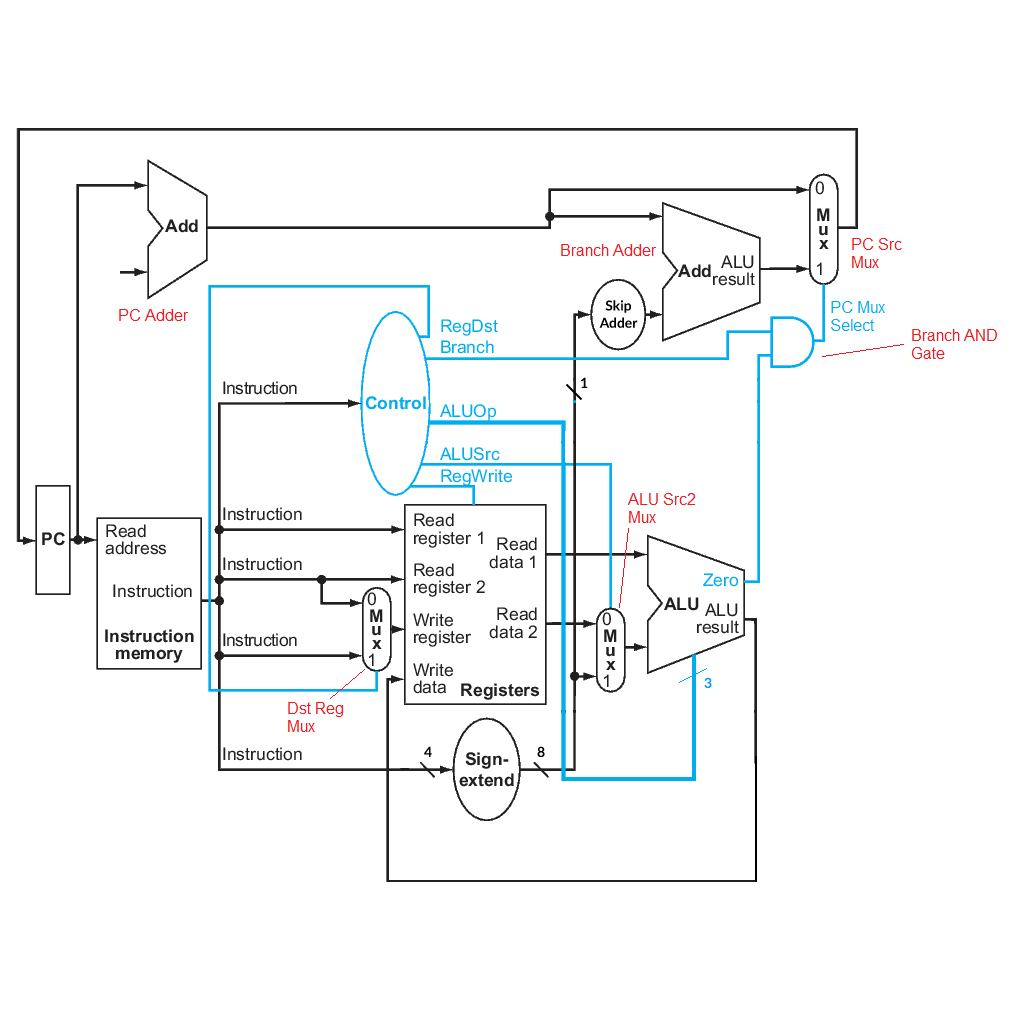 0
M
u
x
1
PC Src
Mux
Add
Branch Adder
Add
ALU
result
PC Adder
Skip
Adder
PC Mux
Select
Branch AND
Gate
RegDst
Branch
1
Instruction
Control
ALUOp
ALUSrc
RegWrite
ALU Src2
Mux
PC
Read
address
Instruction
Instruction
memory
Instruction
Instruction
Instruction
Instruction
0
M
u
x
1
Dst Reg
Mux
Read
register 1
Read
register 2
Write
register
Write
data
Read
data 1
Read
data 2
Registers
0
M
u
x
1
Zero
ALU
ALU
result
3
4
Sign-
extend
8